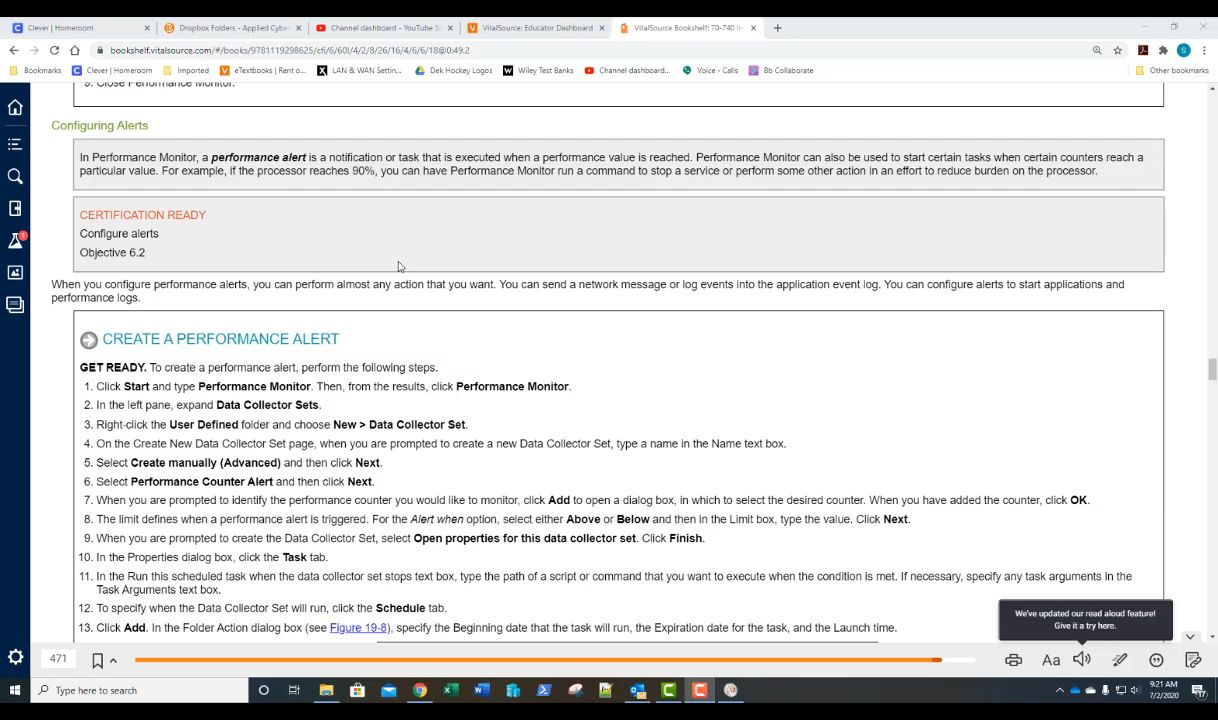 Clever | Homeroom
Dropbox Folders - Applied Cyber
Channel dashboard - YouTube S
VitalSource: Educator Dashboard
VitalSource Bookshelf: 70-740 In
bookshelf.vitalsource.com/#/books/9781119298625/cfi/6/60!/4/2/8/26/16/4/6/6/18@0:49.2
Bookmarks
Clever | Homeroom
Imported
eTextbooks | Rent o...
LAN & WAN Settin...
Dek Hockey Logos
Wiley Test Banks
Channel dashboard...
Voice - Calls
Bb Collaborate
Other bookmarks
9. Close Performance Monitor.
Configuring Alerts
In Performance Monitor, a performance alert is a notification or task that is executed when a performance value is reached. Performance Monitor can also be used to start certain tasks when certain counters reach a
particular value. For example, if the processor reaches 90%, you can have Performance Monitor run a command to stop a service or perform some other action in an effort to reduce burden on the processor.
CERTIFICATION READY
Configure alerts
Objective 6.2
When you configure performance alerts, you can perform almost any action that you want. You can send a network message or log events into the application event log. You can configure alerts to start applications and
performance logs.
CREATE A PERFORMANCE ALERT
GET READY. To create a performance alert, perform the following steps.
1. Click Start and type Performance Monitor. Then, from the results, click Performance Monitor.
2. In the left pane, expand Data Collector Sets.
3. Right-click the User Defined folder and choose New > Data Collector Set.
4. On the Create New Data Collector Set page, when you are prompted to create a new Data Collector Set, type a name in the Name text box.
5. Select Create manually (Advanced) and then click Next.
6. Select Performance Counter Alert and then click Next.
7. When you are prompted to identify the performance counter you would like to monitor, click Add to open a dialog box, in which to select the desired counter. When you have added the counter, click OK.
8. The limit defines when a performance alert is triggered. For the Alert when option, select either Above or Below and then in the Limit box, type the value. Click Next.
9. When you are prompted to create the Data Collector Set, select Open properties for this data collector set. Click Finish.
10. In the Properties dialog box, click the Task tab.
11. In the Run this scheduled task when the data collector set stops text box, type the path of a script or command that you want to execute when the condition is met. If necessary, specify any task arguments in the
Task Arguments text box.
12. To specify when the Data Collector Set will run, click the Schedule tab.
13. Click Add. In the Folder Action dialog box (see Figure 19-8), specify the Beginning date that the task will run, the Expiration date for the task, and the Launch time.
We've updated our read aloud feature!
Give it a try here.
471
Aa
Type here to search
9:21 AM
7/2/2020